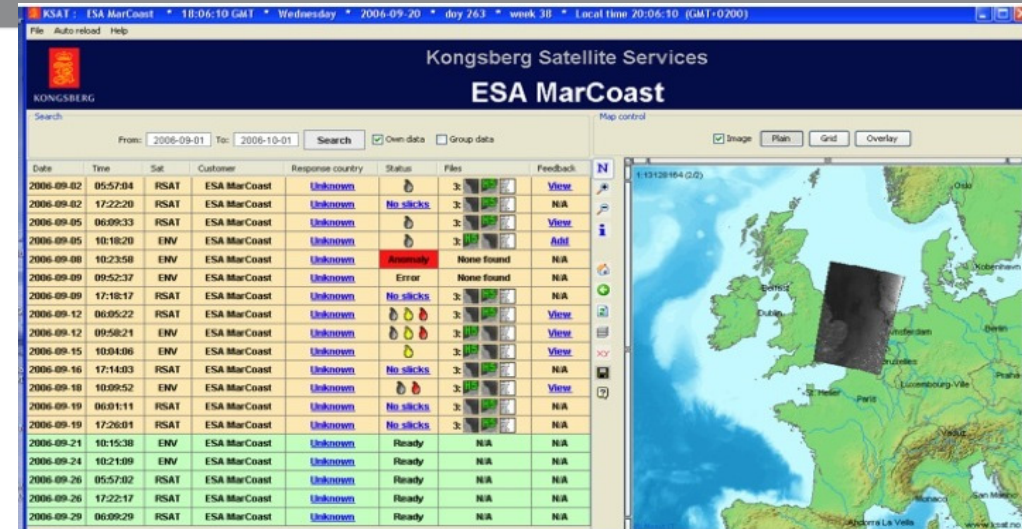 KSAT : ESA MarCoast * 18:06:10 GMT * Wednesday * 2006-09-20 * doy 263 * week 38 * Local time 20:06:10 (GMT+0200)
File Auto reload Help
Kongsberg Satellite Services
KONGSBERG
ESA MarCoast
Search
Map control
From: 2006-09-01 To: 2006-10-01 Search Own data Group data
Image Plain Grid Overlay
Date Time Sat Customer Response country Status Files Feedback
2006-09-02 05:57:04 RSAT ESA MarCoast Unknown 3: View
2006-09-02 17:22:20 RSAT ESA MarCoast Unknown No slicks 3: N/A
2006-09-05 06:09:33 RSAT ESA MarCoast Unknown 3: View
2006-09-05 10:18:20 ENV ESA MarCoast Unknown 3: Add
2006-09-08 10:23:58 ENV ESA MarCoast Unknown Anomaly None found N/A
2006-09-09 09:52:37 ENV ESA MarCoast Unknown Error None found N/A
2006-09-09 17:18:17 RSAT ESA MarCoast Unknown No slicks 3: N/A
2006-09-12 06:05:22 RSAT ESA MarCoast Unknown 3: View
2006-09-12 09:58:21 ENV ESA MarCoast Unknown 3: View
2006-09-15 10:04:06 ENV ESA MarCoast Unknown 3: View
2006-09-16 17:14:03 RSAT ESA MarCoast Unknown No slicks 3: N/A
2006-09-18 10:09:52 ENV ESA MarCoast Unknown 3: View
2006-09-19 06:01:11 RSAT ESA MarCoast Unknown No slicks 3: N/A
2006-09-19 17:26:01 RSAT ESA MarCoast Unknown No slicks 3: N/A
2006-09-21 10:15:38 ENV ESA MarCoast Unknown Ready N/A N/A
2006-09-24 10:21:09 ENV ESA MarCoast Unknown Ready N/A N/A
2006-09-26 05:57:02 RSAT ESA MarCoast Unknown Ready N/A N/A
2006-09-26 17:22:17 RSAT ESA MarCoast Unknown Ready N/A N/A
2006-09-29 06:09:29 RSAT ESA MarCoast Unknown Ready N/A N/A
N
XY
1:13128164 (2/2)
Oslo
Kobenhavn
Belfast
Dublin
Amsterdam
Berlin
Bruxelles
Praha
Luxembourg-Ville
St. Helier
Paris
Vaduz
Monaco
San Marino
Andorra La Vella
www.ksat.no